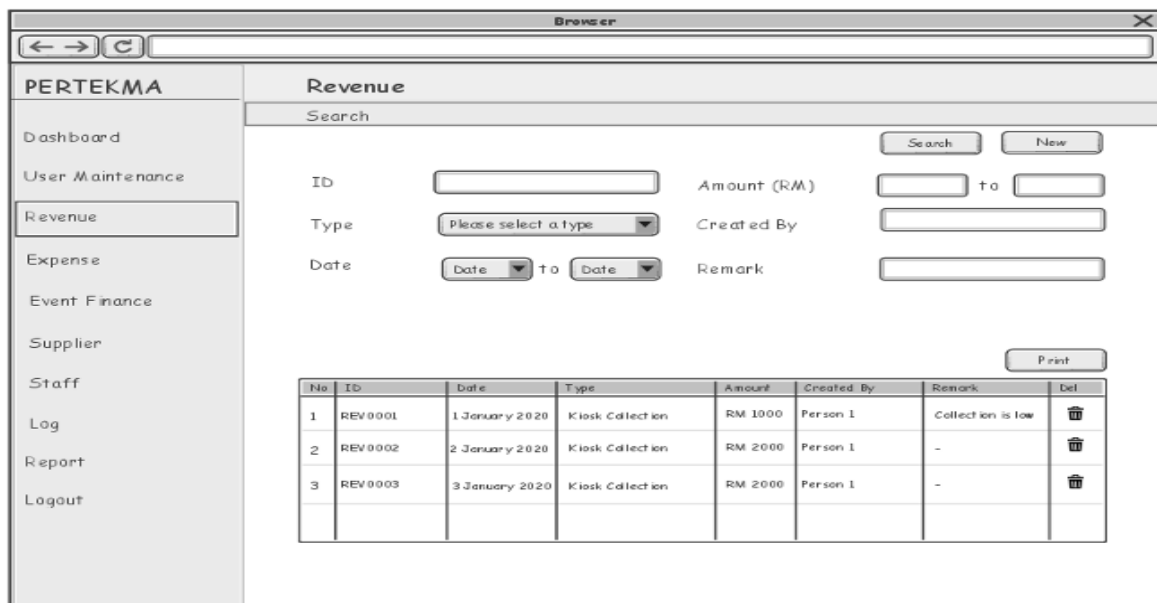 Browser
PERTEKMA
Revenue
Search
Dashboard
Search
New
User Maintenance
ID
Amount (RM)
to
Revenue
Type
Please select a type
Created By
Expense
Date
Date
to
Date
Remark
Event Finance
Supplier
Print
Staff
No ID Date Type Amount Created By Remark Del
1 REV0001 1 January 2020 Kiosk Collection RM 1000 Person 1 Collection is low
Log
2 REV0002 2 January 2020 Kiosk Collection RM 2000 Person 1 -
Report
3 REV0003 3 January 2020 Kiosk Collection RM 2000 Person 1 -
Logout